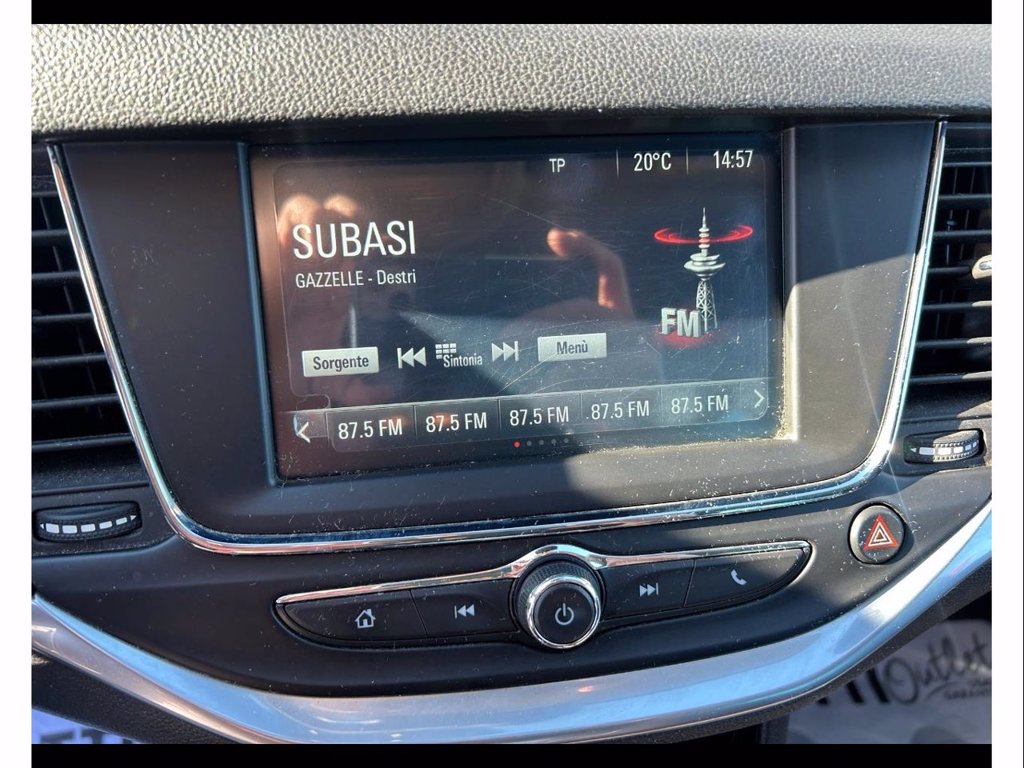 TP 20°C 14:57
SUBASI
GAZZELLE - Destri
FM
Sorgente Sintonia Menù
87.5 FM 87.5 FM 87.5 FM 87.5 FM 87.5 FM
Outlet